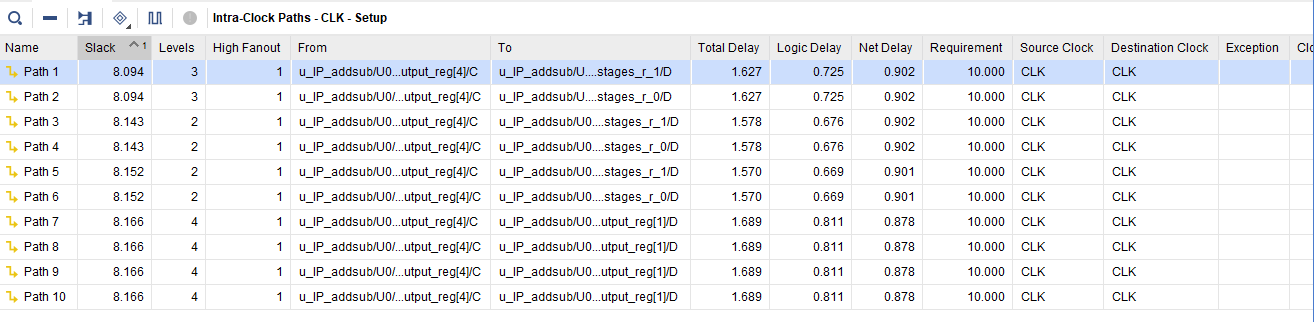 Intra-Clock Paths - CLK - Setup
Name Slack 1 Levels High Fanout From To Total Delay Logic Delay Net Delay Requirement Source Clock Destination Clock Exception Clo
Path 1 8.094 3 1 u_IP_addsub/U0...utput_reg[4]/C u_IP_addsub/U....stages_r_1/D 1.627 0.725 0.902 10.000 CLK CLK
Path 2 8.094 3 1 u_IP_addsub/U0/...utput_reg[4]/C u_IP_addsub/U....stages_r_0/D 1.627 0.725 0.902 10.000 CLK CLK
Path 3 8.143 2 1 u_IP_addsub/U0...utput_reg[4]/C u_IP_addsub/U0....stages_r_1/D 1.578 0.676 0.902 10.000 CLK CLK
Path 4 8.143 2 1 u_IP_addsub/U0/...utput_reg[4]/C u_IP_addsub/U0....stages_r_0/D 1.578 0.676 0.902 10.000 CLK CLK
Path 5 8.152 2 1 u_IP_addsub/U0...utput_reg[4]/C u_IP_addsub/U0....stages_r_1/D 1.570 0.669 0.901 10.000 CLK CLK
Path 6 8.152 2 1 u_IP_addsub/U0/...utput_reg[4]/C u_IP_addsub/U0....stages_r_0/D 1.570 0.669 0.901 10.000 CLK CLK
Path 7 8.166 4 1 u_IP_addsub/U0/...utput_reg[4]/C u_IP_addsub/U0...utput_reg[1]/D 1.689 0.811 0.878 10.000 CLK CLK
Path 8 8.166 4 1 u_IP_addsub/U0/...utput_reg[4]/C u_IP_addsub/U0...utput_reg[1]/D 1.689 0.811 0.878 10.000 CLK CLK
Path 9 8.166 4 1 u_IP_addsub/U0/...utput_reg[4]/C u_IP_addsub/U0...utput_reg[1]/D 1.689 0.811 0.878 10.000 CLK CLK
Path 10 8.166 4 1 u_IP_addsub/U0/...utput_reg[4]/C u_IP_addsub/U0...utput_reg[1]/D 1.689 0.811 0.878 10.000 CLK CLK